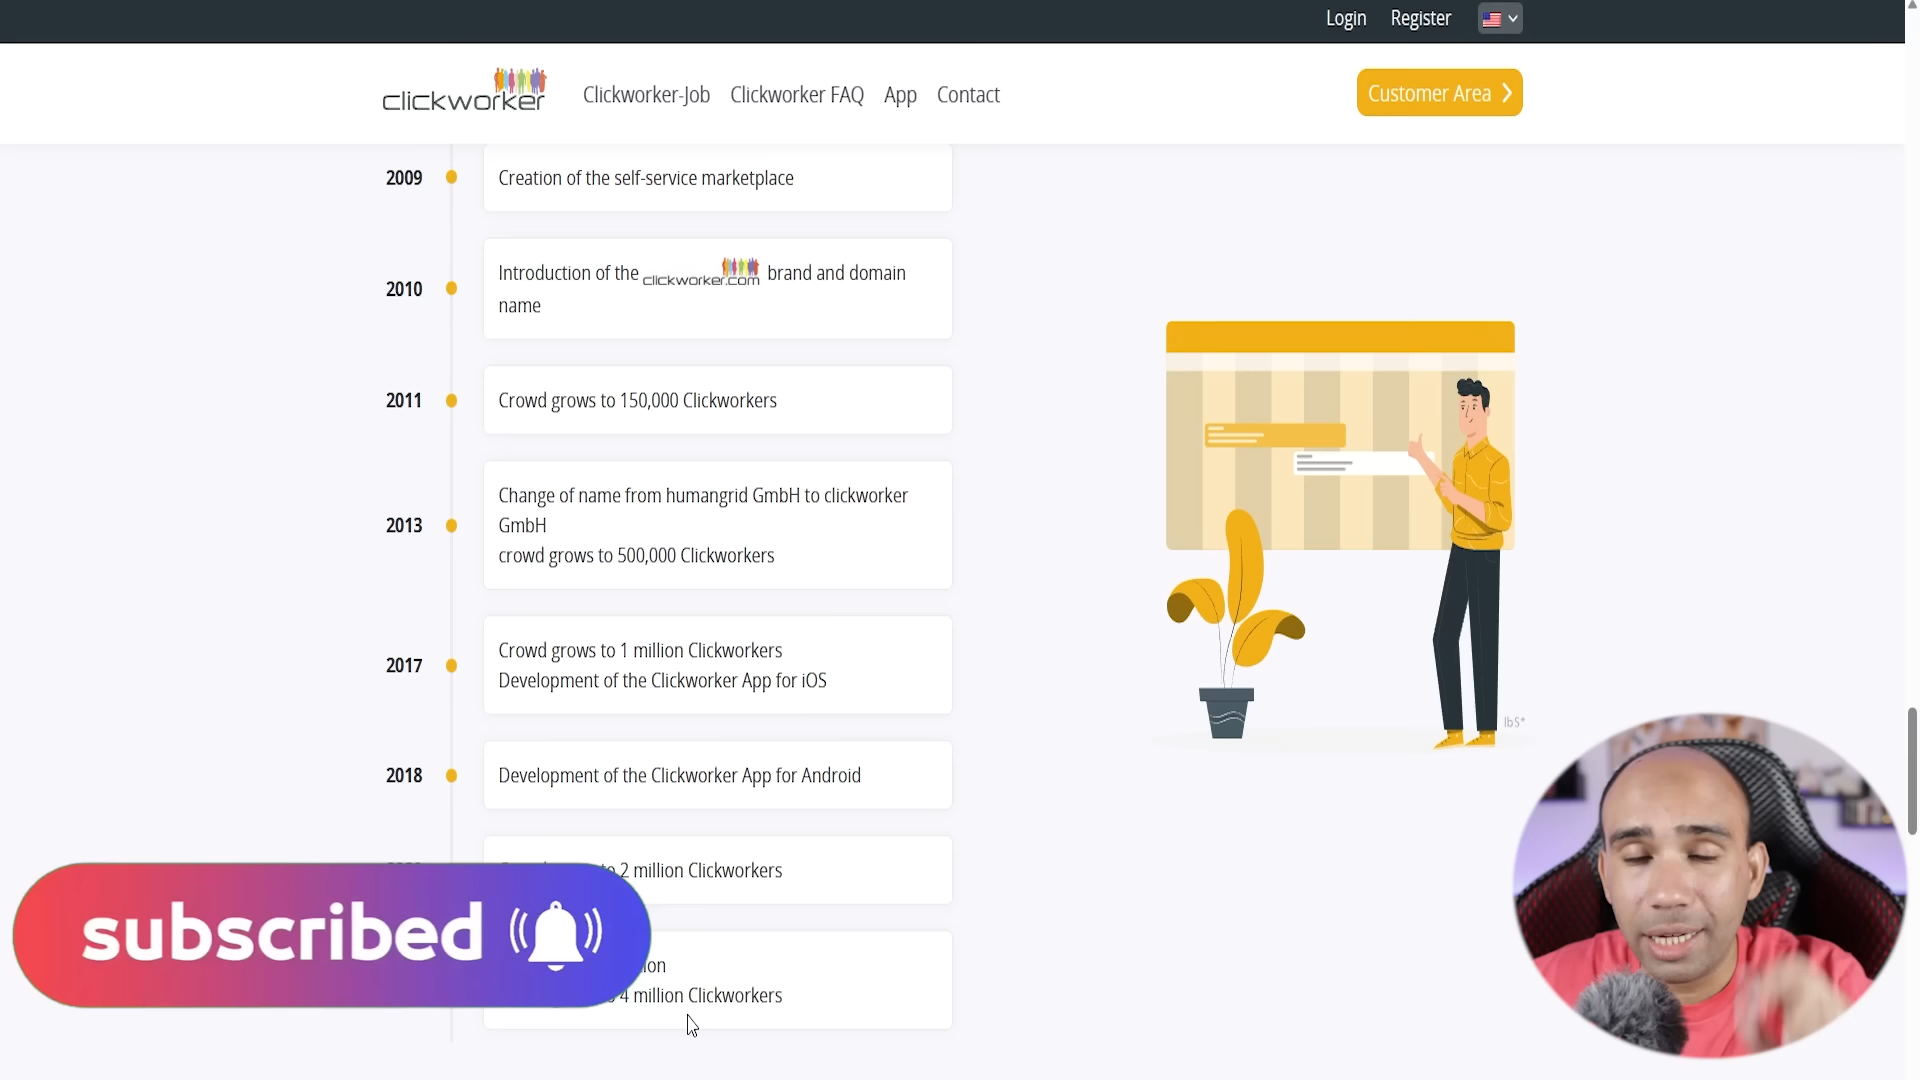 Login Register
clickworker
Clickworker-Job Clickworker FAQ App Contact
Customer Area
2009
Creation of the self-service marketplace
2010
Introduction of the clickworker.com brand and domain
name
2011
Crowd grows to 150,000 Clickworkers
2013
Change of name from humangrid GmbH to clickworker
GmbH
crowd grows to 500,000 Clickworkers
2017
Crowd grows to 1 million Clickworkers
Development of the Clickworker App for iOS
2018
Development of the Clickworker App for Android
2 million Clickworkers
4 million Clickworkers
subscribed
IbS*